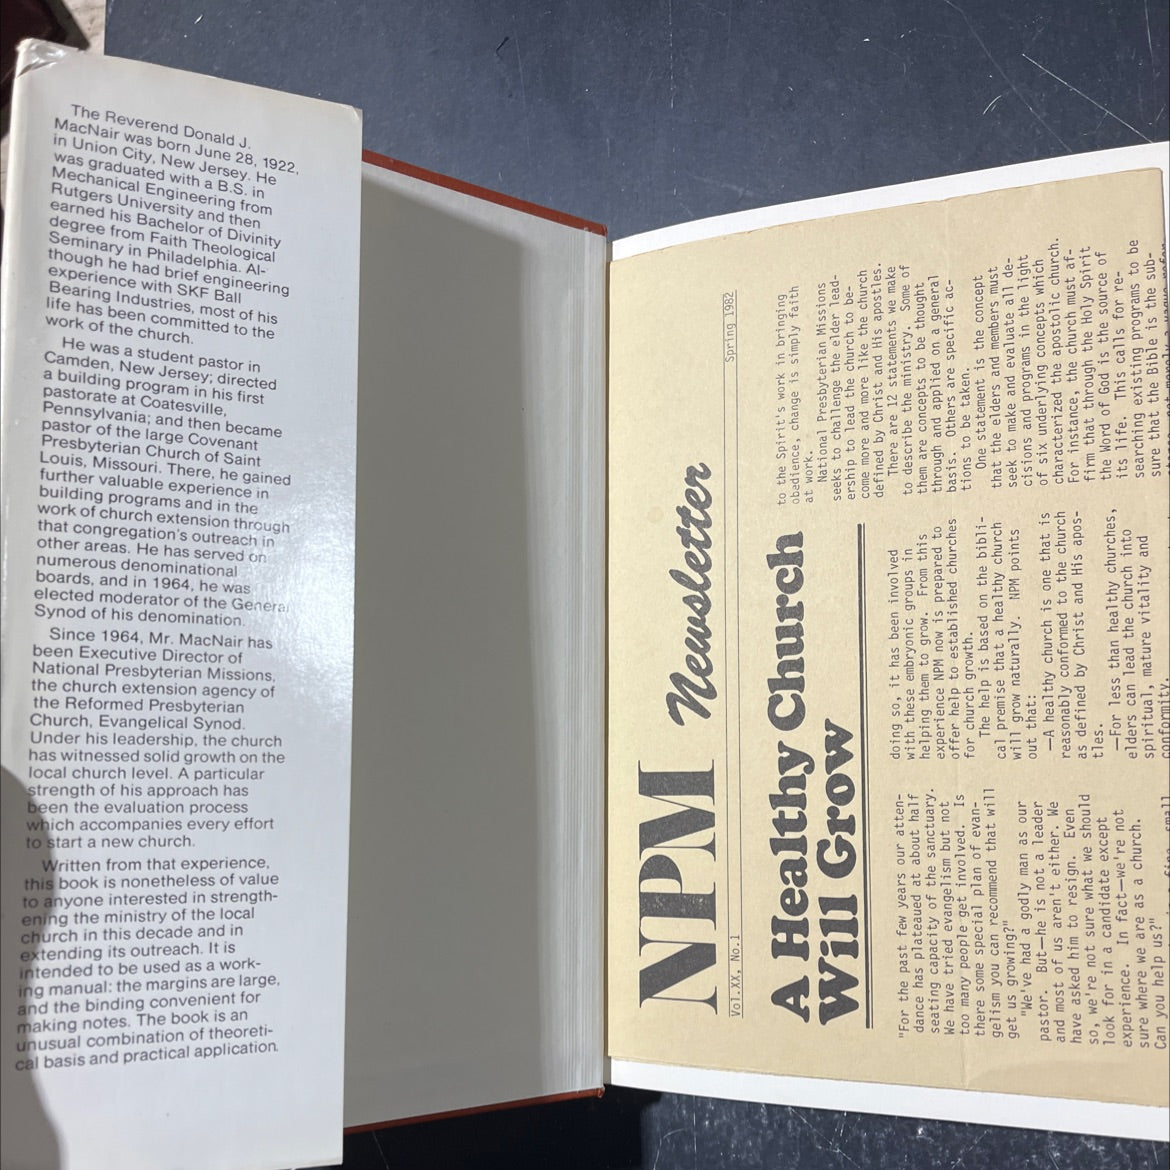 The Reverend Donald J.
MacNair was born June 28, 1922,
in Union City, New Jersey. He
was graduated with a B.S. in
Mechanical Engineering from
Rutgers University and then
earned his Bachelor of Divinity
degree from Faith Theological
Seminary in Philadelphia. Al-
though he had brief engineering
experience with SKF Ball
Bearing Industries, most of his
life has been committed to the
work of the church.
He was a student pastor in
Camden, New Jersey; directed
a building program in his first
pastorate at Coatesville,
Pennsylvania; and then became
pastor of the large Covenant
Presbyterian Church of Saint
Louis, Missouri. There, he gained
further valuable experience in
building programs and in the
work of church extension through
that congregation's outreach in
other areas. He has served on
numerous denominational
boards, and in 1964, he was
elected moderator of the General
Synod of his denomination.
Since 1964, Mr. MacNair has
been Executive Director of
National Presbyterian Missions,
the church extension agency of
the Reformed Presbyterian
Church, Evangelical Synod.
Under his leadership, the church
has witnessed solid growth on the
local church level. A particular
strength of his approach has
been the evaluation process
which accompanies every effort
to start a new church.
Written from that experience,
this book is nonetheless of value
to anyone interested in strength-
ening the ministry of the local
church in this decade and in
extending its outreach. It is
intended to be used as a work-
ing manual: the margins are large,
and the binding convenient for
making notes. The book is an
unusual combination of theoreti-
cal basis and practical application.
NPM Newsletter
Vol.XX, No.1 Spring 1982
A Healthy Church
Will Grow
"For the past few years our atten-
dance has plateaued at about half
seating capacity of the sanctuary.
We have tried evangelism but not
too many people get involved. Is
there some special plan of evan-
gelism you can recommend that will
get us growing?"
"We've had a godly man as our
pastor. But—he is not a leader
and most of us aren't either. We
have asked him to resign. Even
so, we're not sure what we should
look for in a candidate except
experience. In fact—we're not
sure where we are as a church.
Can you help us?"
small
doing so, it has been involved
with these embryonic groups in
helping them to grow. From this
experience NPM now is prepared to
offer help to established churches
for church growth.
The help is based on the bibli-
cal premise that a healthy church
will grow naturally. NPM points
out that:
—A healthy church is one that is
reasonably conformed to the church
as defined by Christ and His apos-
tles.
—For less than healthy churches,
elders can lead the church into
spiritual, mature vitality and
conformity.
to the Spirit's work in bringing
obedience, change is simply faith
at work.
National Presbyterian Missions
seeks to challenge the elder lead-
ership to lead the church to be-
come more and more like the church
defined by Christ and His apostles.
There are 12 statements we make
to describe the ministry. Some of
them are concepts to be thought
through and applied on a general
basis. Others are specific ac-
tions to be taken.
One statement is the concept
that the elders and members must
seek to make and evaluate all de-
cisions and programs in the light
of six underlying concepts which
characterized the apostolic church.
For instance, the church must af-
firm that through the Holy Spirit
the Word of God is the source of
its life. This calls for re-
searching existing programs to be
sure that the Bible is the sub-